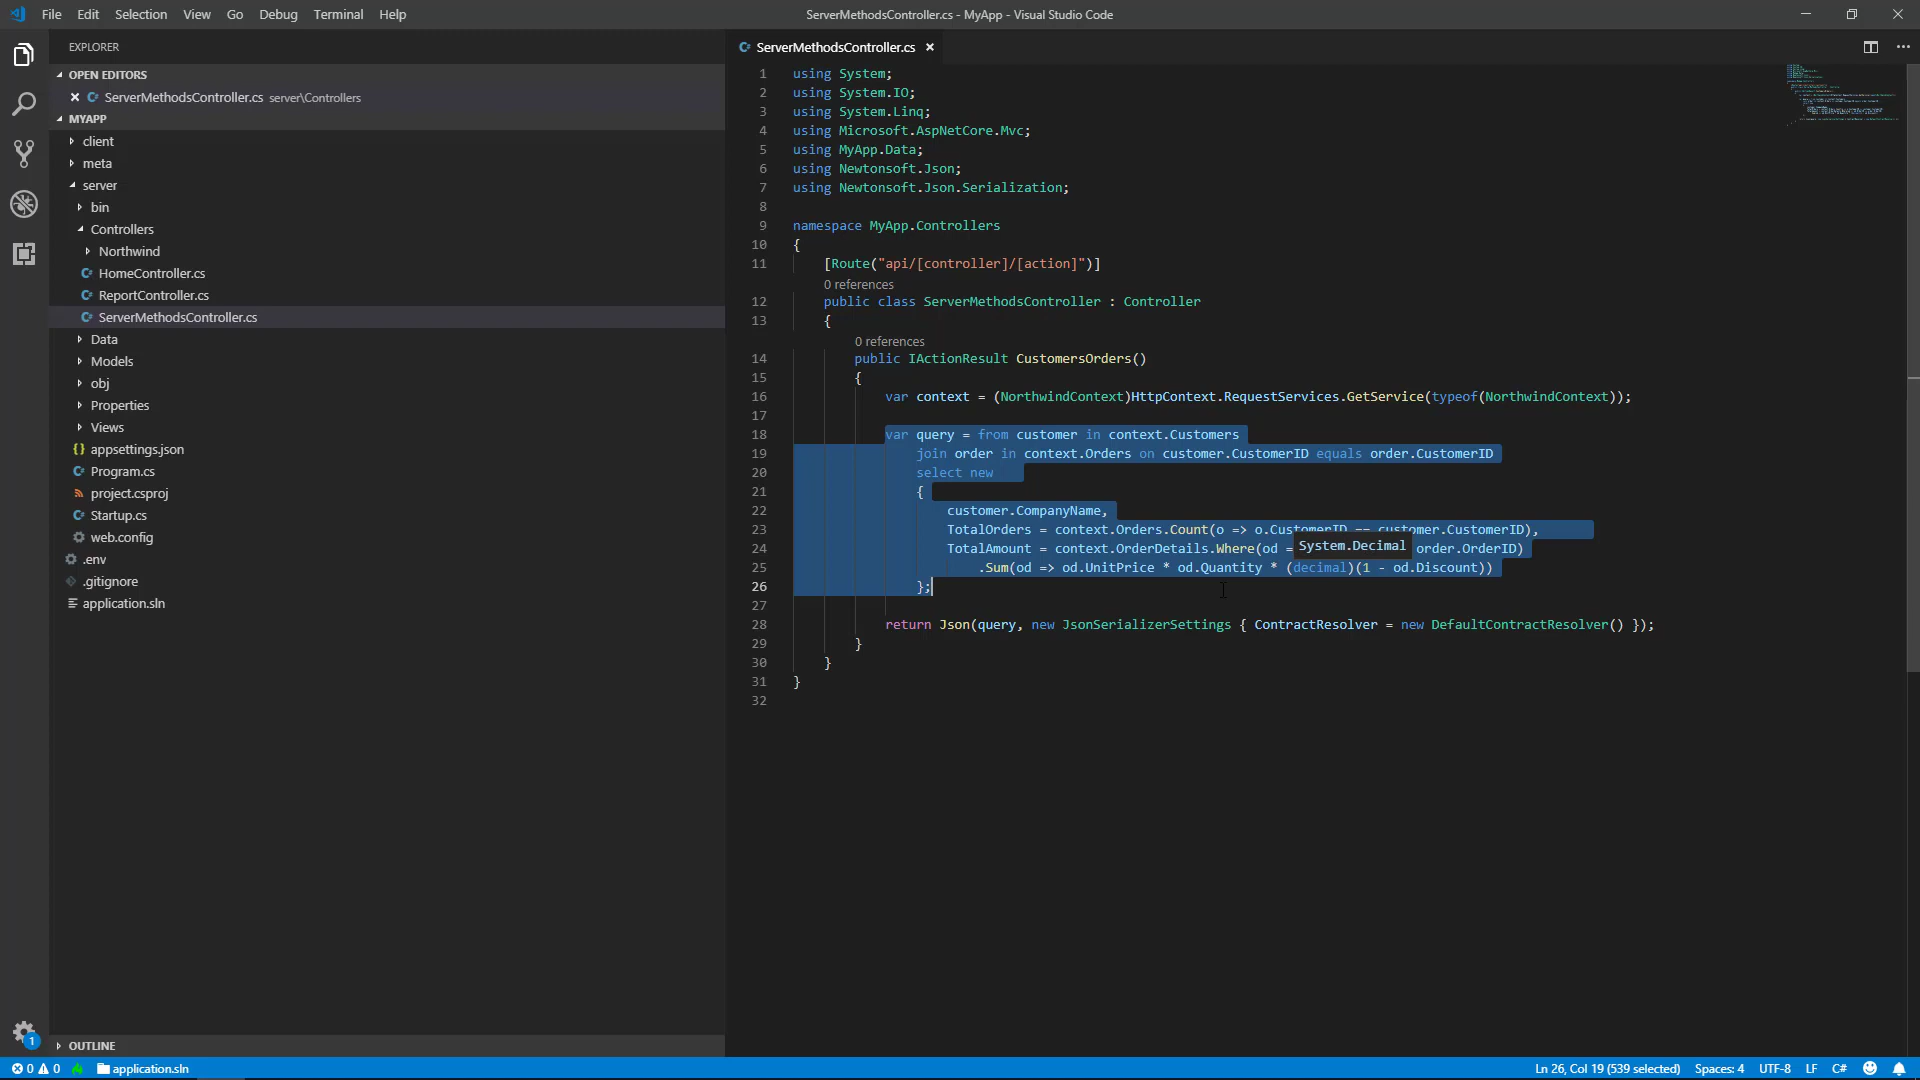 File Edit Selection View Go Debug Terminal Help
ServerMethodsController.cs - MyApp - Visual Studio Code
EXPLORER
OPEN EDITORS
ServerMethodsController.cs server\Controllers
MYAPP
client
meta
server
bin
Controllers
Northwind
HomeController.cs
ReportController.cs
ServerMethodsController.cs
Data
Models
obj
Properties
Views
appsettings.json
Program.cs
project.csproj
Startup.cs
web.config
.env
.gitignore
application.sln
OUTLINE
1
ServerMethodsController.cs
1 using System;
2 using System.IO;
3 using System.Linq;
4 using Microsoft.AspNetCore.Mvc;
5 using MyApp.Data;
6 using Newtonsoft.Json;
7 using Newtonsoft.Json.Serialization;
8
9 namespace MyApp.Controllers
10 {
11 [Route("api/[controller]/[action]")]
0 references
12 public class ServerMethodsController : Controller
13 {
0 references
14 public IActionResult CustomersOrders()
15 {
16 var context = (NorthwindContext)HttpContext.RequestServices.GetService(typeof(NorthwindContext));
17
18 var query = from customer in context.Customers
19 join order in context.Orders on customer.CustomerID equals order.CustomerID
20 select new
21 {
22 customer.CompanyName,
23 TotalOrders = context.Orders.Count(o => o.CustomerID == customer.CustomerID),
24 TotalAmount = context.OrderDetails.Where(od = System.Decimal order.OrderID)
25 .Sum(od => od.UnitPrice * od.Quantity * (decimal)(1 - od.Discount))
26 };
27
28 return Json(query, new JsonSerializerSettings { ContractResolver = new DefaultContractResolver() });
29 }
30 }
31 }
32
0 0 application.sln
Ln 26, Col 19 (539 selected) Spaces: 4 UTF-8 LF C#